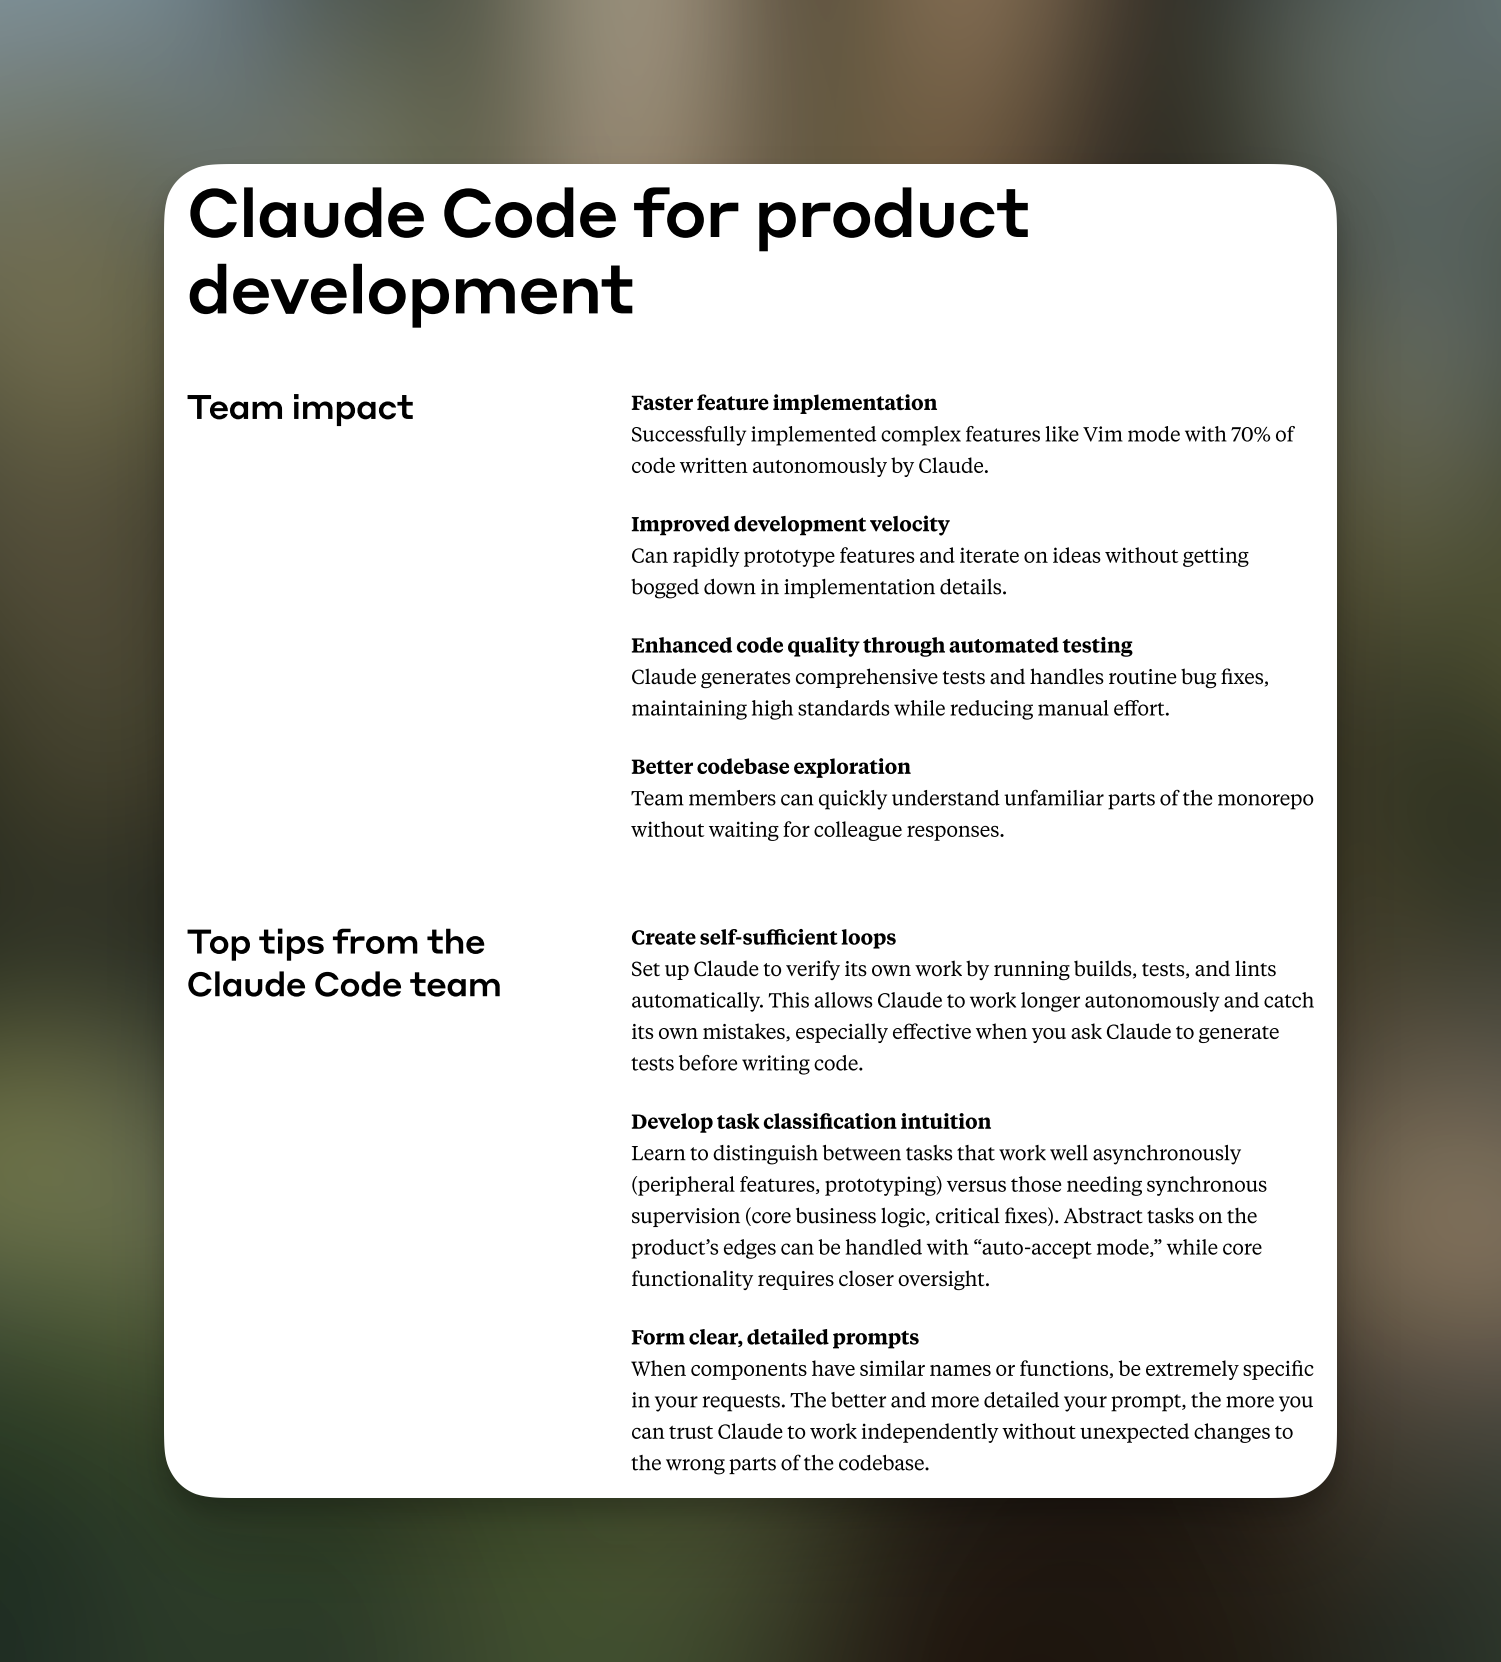 Claude Code for product
development
Team impact
Faster feature implementation
Successfully implemented complex features like Vim mode with 70% of
code written autonomously by Claude.
Improved development velocity
Can rapidly prototype features and iterate on ideas without getting
bogged down in implementation details.
Enhanced code quality through automated testing
Claude generates comprehensive tests and handles routine bug fixes,
maintaining high standards while reducing manual effort.
Better codebase exploration
Team members can quickly understand unfamiliar parts of the monorepo
without waiting for colleague responses.
Top tips from the
Claude Code team
Create self-sufficient loops
Set up Claude to verify its own work by running builds, tests, and lints
automatically. This allows Claude to work longer autonomously and catch
its own mistakes, especially effective when you ask Claude to generate
tests before writing code.
Develop task classification intuition
Learn to distinguish between tasks that work well asynchronously
(peripheral features, prototyping) versus those needing synchronous
supervision (core business logic, critical fixes). Abstract tasks on the
product’s edges can be handled with “auto-accept mode,” while core
functionality requires closer oversight.
Form clear, detailed prompts
When components have similar names or functions, be extremely specific
in your requests. The better and more detailed your prompt, the more you
can trust Claude to work independently without unexpected changes to
the wrong parts of the codebase.